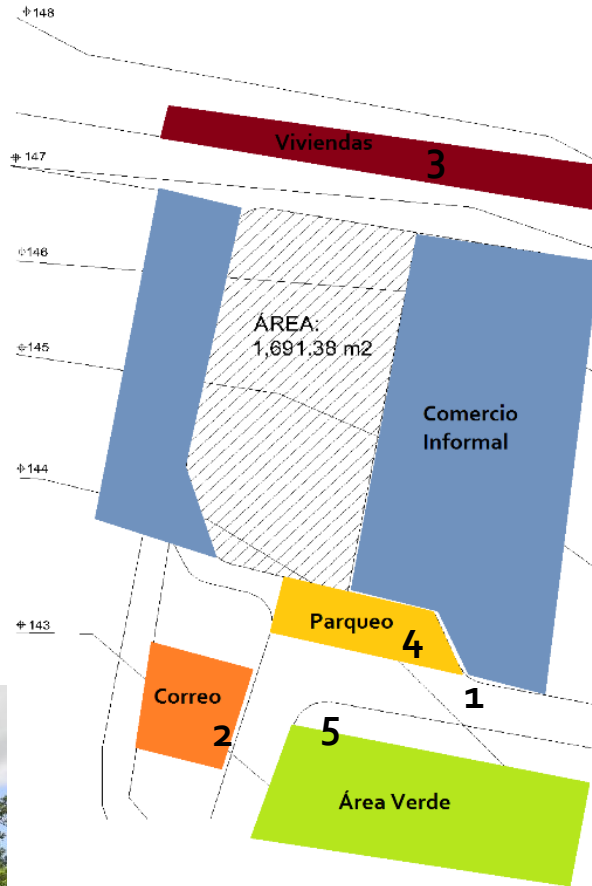 148
Viviendas
3
147
146
ÁREA:
1,691.38 m2
145
Comercio
Informal
144
Parqueo
4
143
1
Correo
2
5
Área Verde